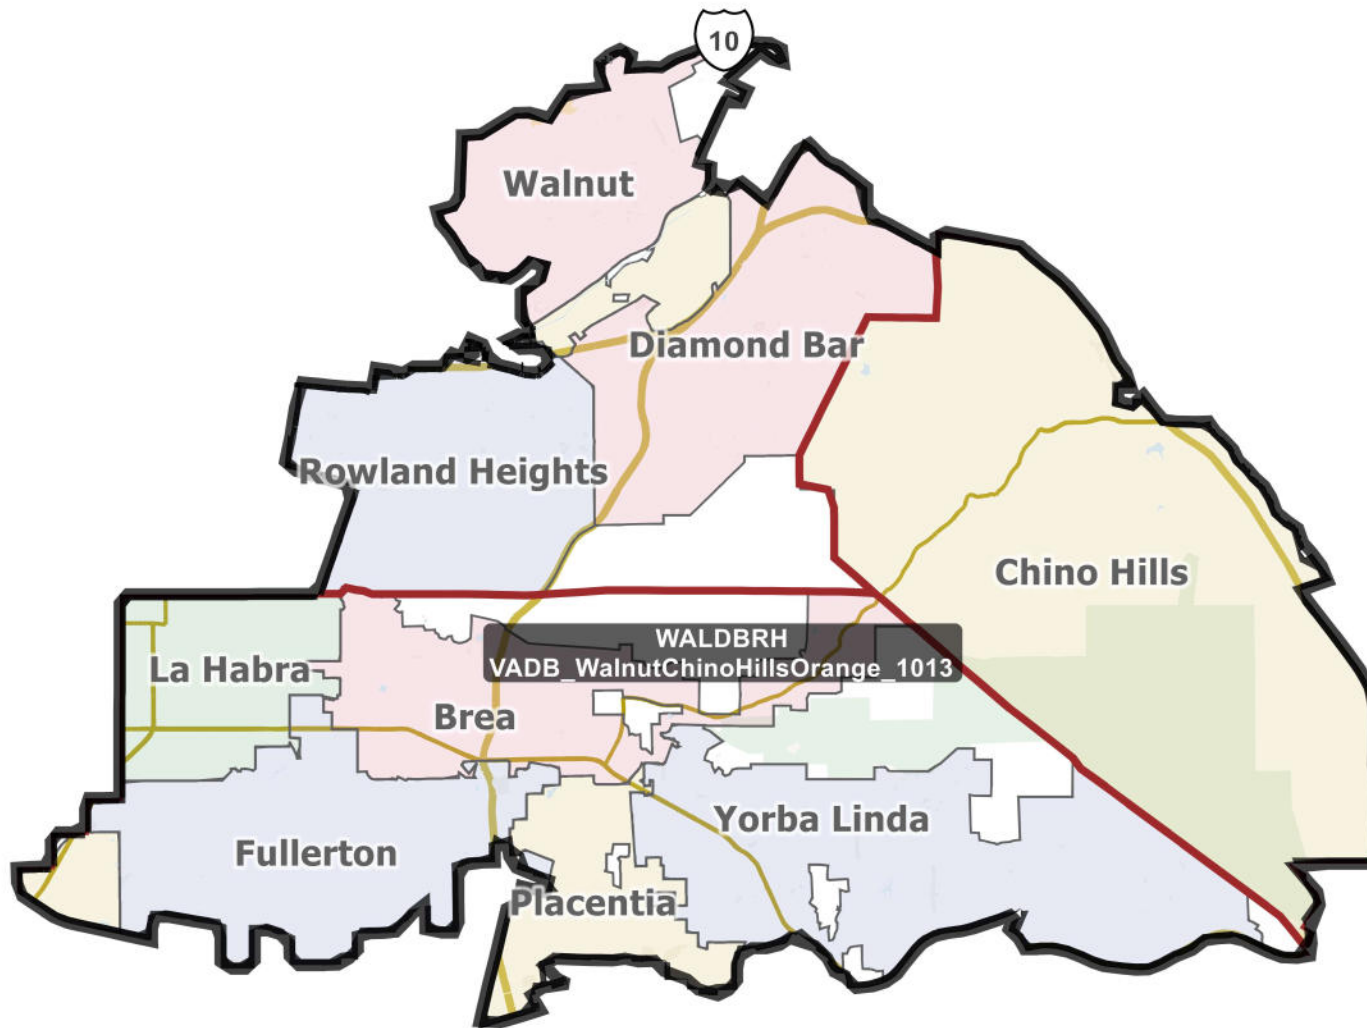 10
Walnut
Diamond Bar
Rowland Heights
Chino Hills
WALDBRH
VADB_WalnutChinoHillsOrange_1013
La Habra
Brea
Yorba Linda
Fullerton
Placentia